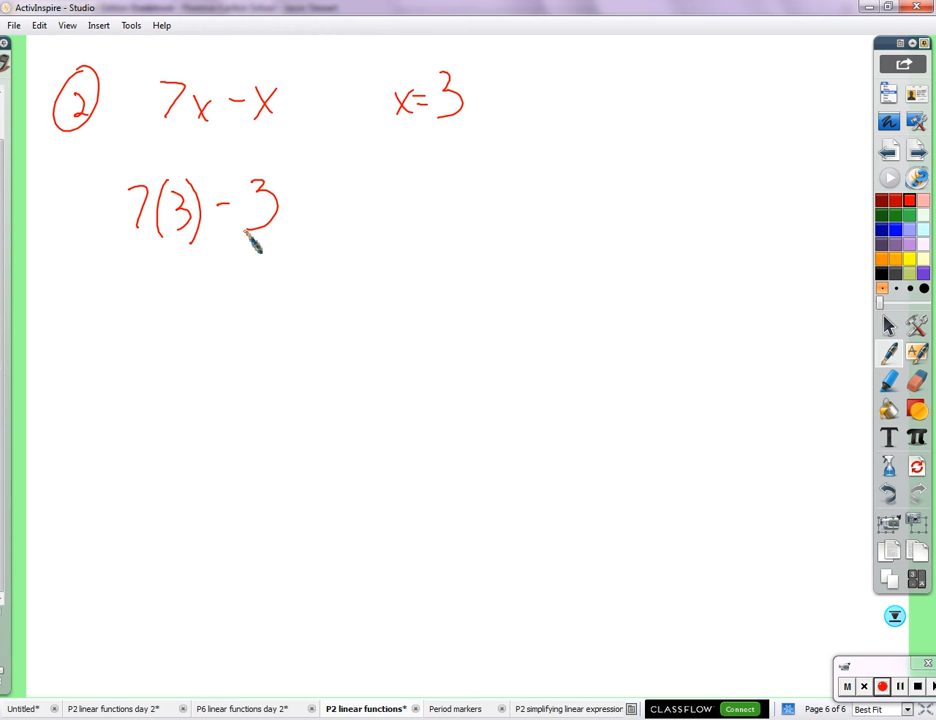 ActivInspire - Studio
File Edit View Insert Tools Help
② 7x - x x = 3
7(3) - 3
Untitled* P2 linear functions day 2* P6 linear functions day 2* P2 linear functions* Period markers P2 simplifying linear expression CLASSFLOW Connect Page 6 of 6 Best Fit
M